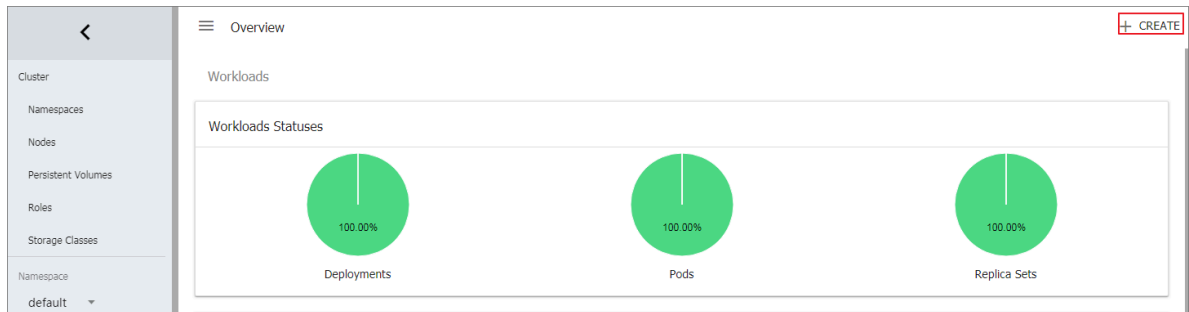 Overview
+ CREATE
Cluster
Namespaces
Nodes
Persistent Volumes
Roles
Storage Classes
Namespace
default
Workloads
Workloads Statuses
100.00%
100.00%
100.00%
Deployments
Pods
Replica Sets